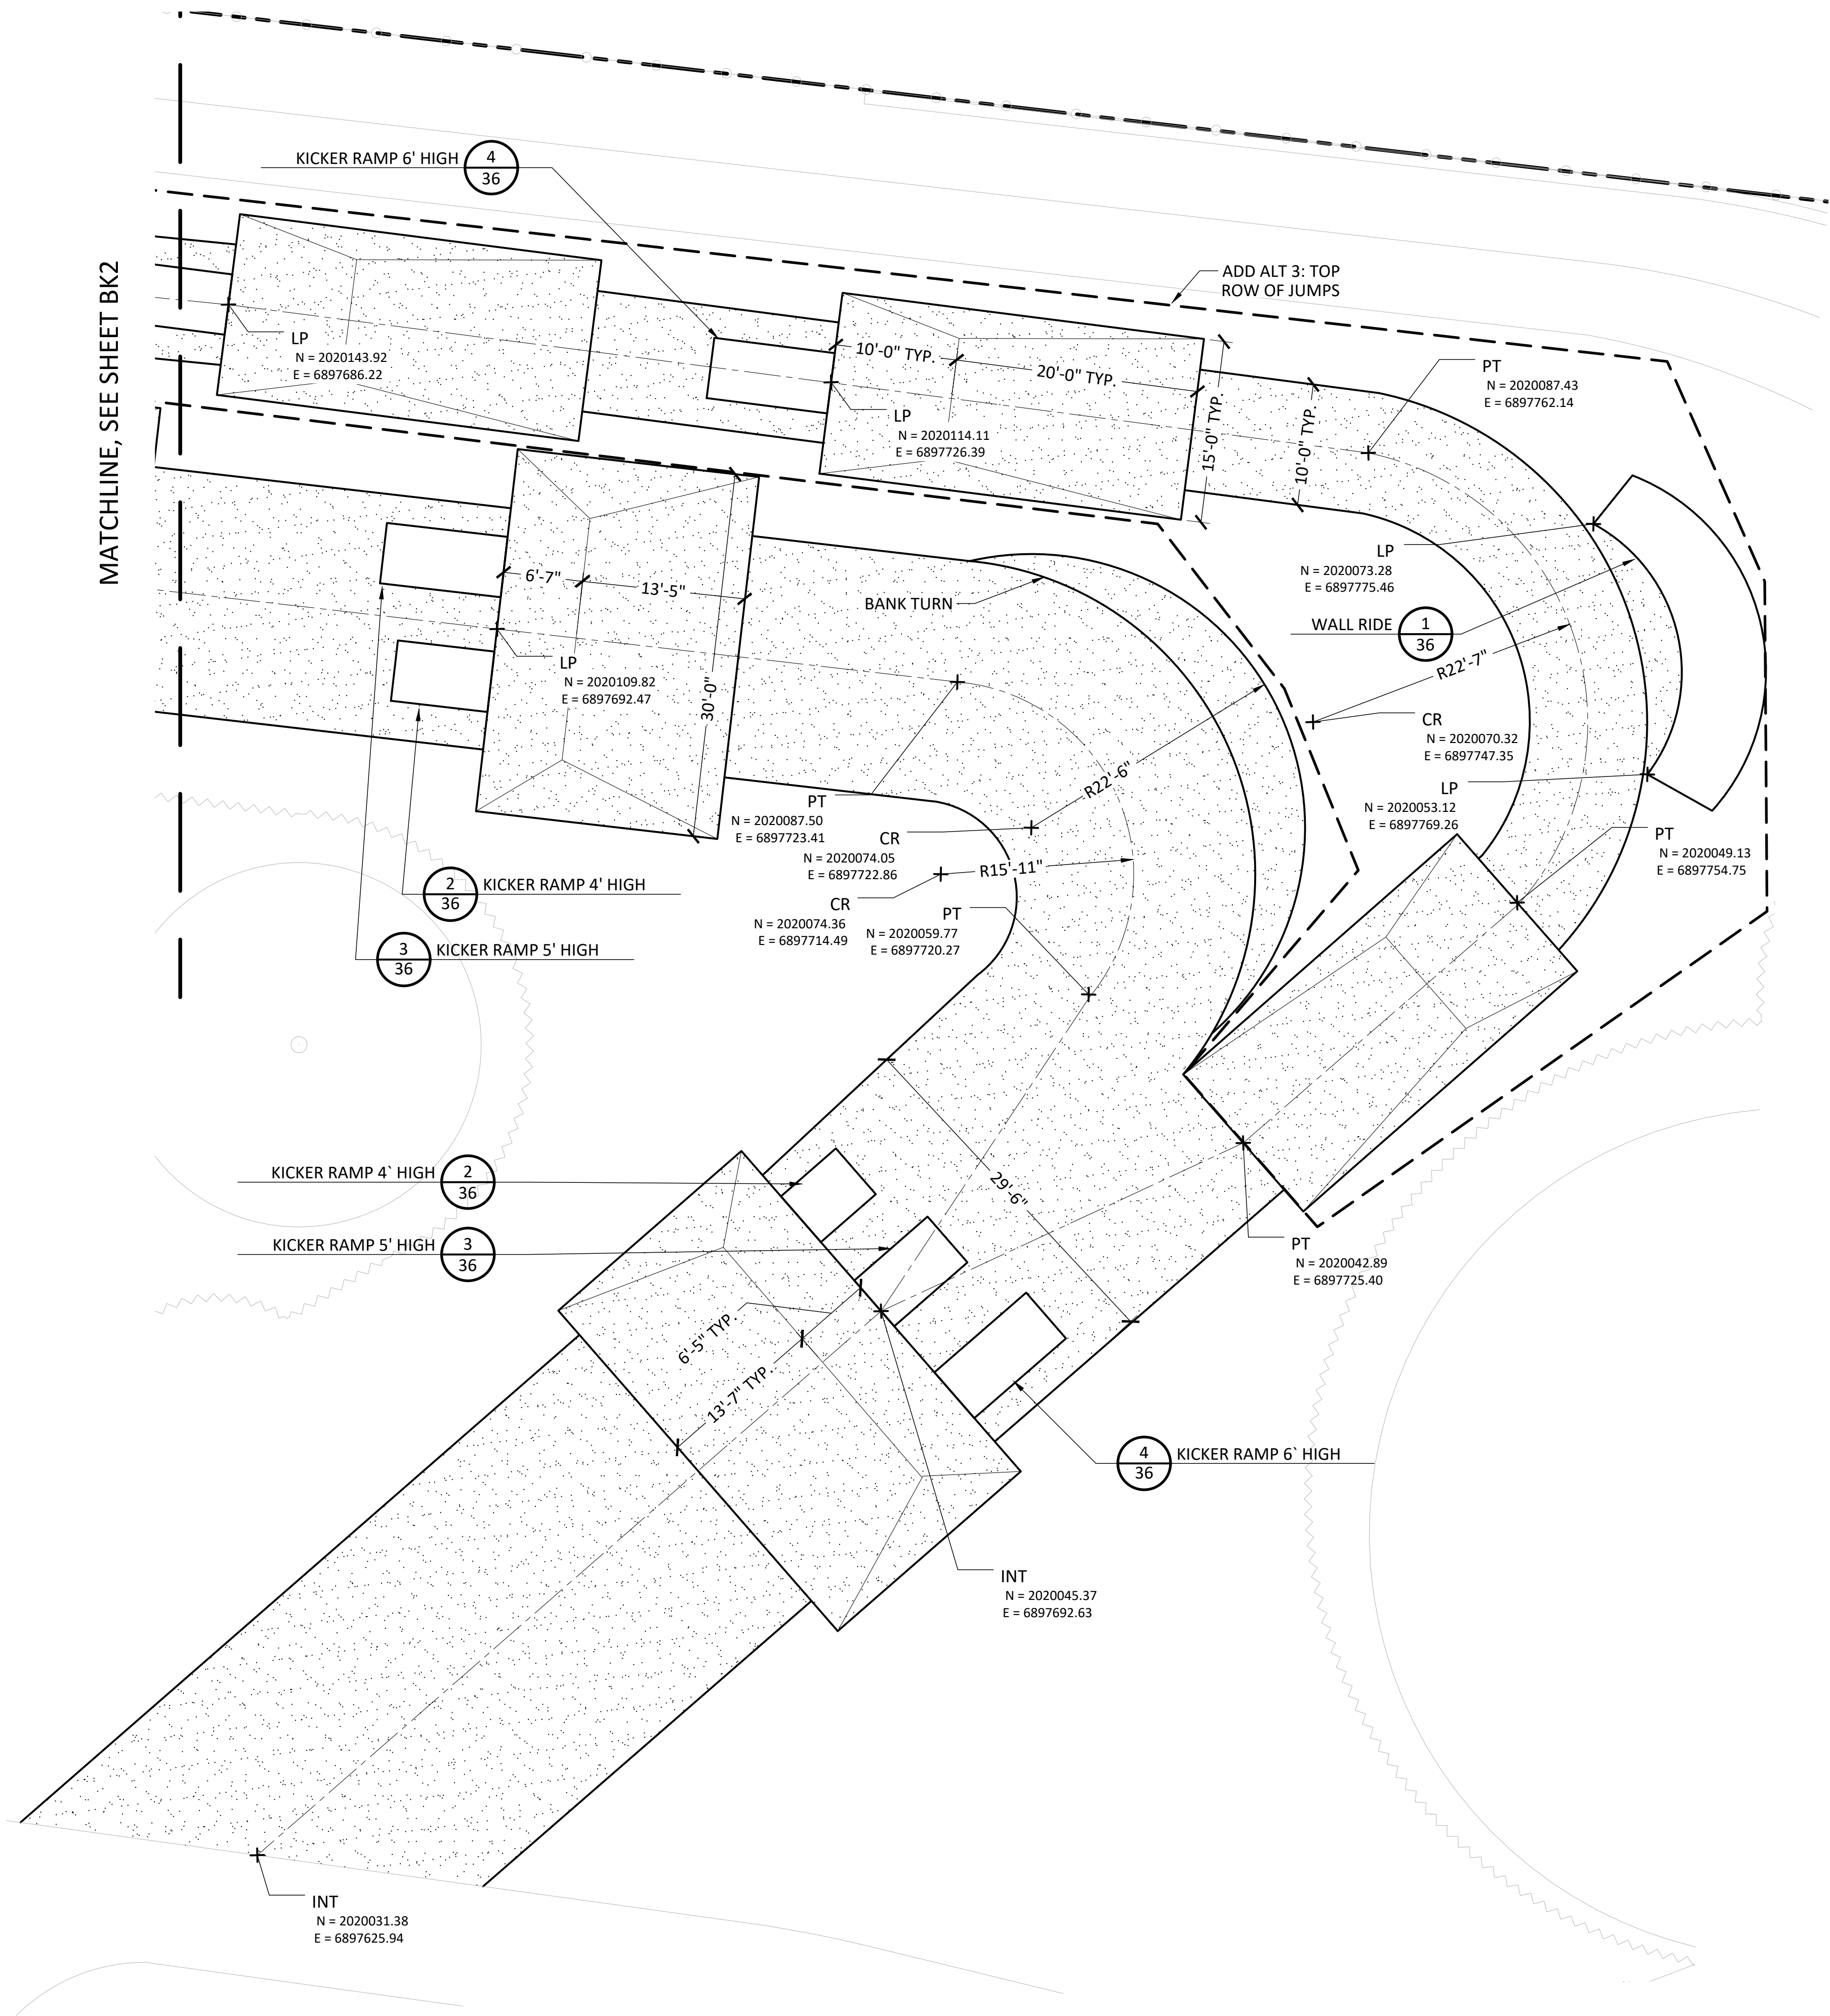 KICKER RAMP 6' HIGH
4
36
MATCHLINE, SEE SHEET BK2
ADD ALT 3: TOP
ROW OF JUMPS
LP
N = 2020143.92
E = 6897686.22
10'-0" TYP.
20'-0" TYP.
15'-0" TYP.
10'-0" TYP.
PT
N = 2020087.43
E = 6897762.14
LP
N = 2020114.11
E = 6897726.39
LP
N = 2020073.28
E = 6897775.46
6'-7"
13'-5"
BANK TURN
WALL RIDE
1
36
R22'-7"
LP
N = 2020109.82
E = 6897692.47
30'-0"
CR
N = 2020070.32
E = 6897747.35
R22'-6"
LP
N = 2020053.12
E = 6897769.26
PT
N = 2020087.50
E = 6897723.41
CR
N = 2020074.05
E = 6897722.86
PT
N = 2020049.13
E = 6897754.75
R15'-11"
2
36
KICKER RAMP 4' HIGH
CR
N = 2020074.36
E = 6897714.49
PT
N = 2020059.77
E = 6897720.27
3
36
KICKER RAMP 5' HIGH
KICKER RAMP 4` HIGH
2
36
29'-6"
KICKER RAMP 5' HIGH
3
36
PT
N = 2020042.89
E = 6897725.40
6'-5" TYP.
13'-7" TYP.
4
36
KICKER RAMP 6` HIGH
INT
N = 2020045.37
E = 6897692.63
INT
N = 2020031.38
E = 6897625.94